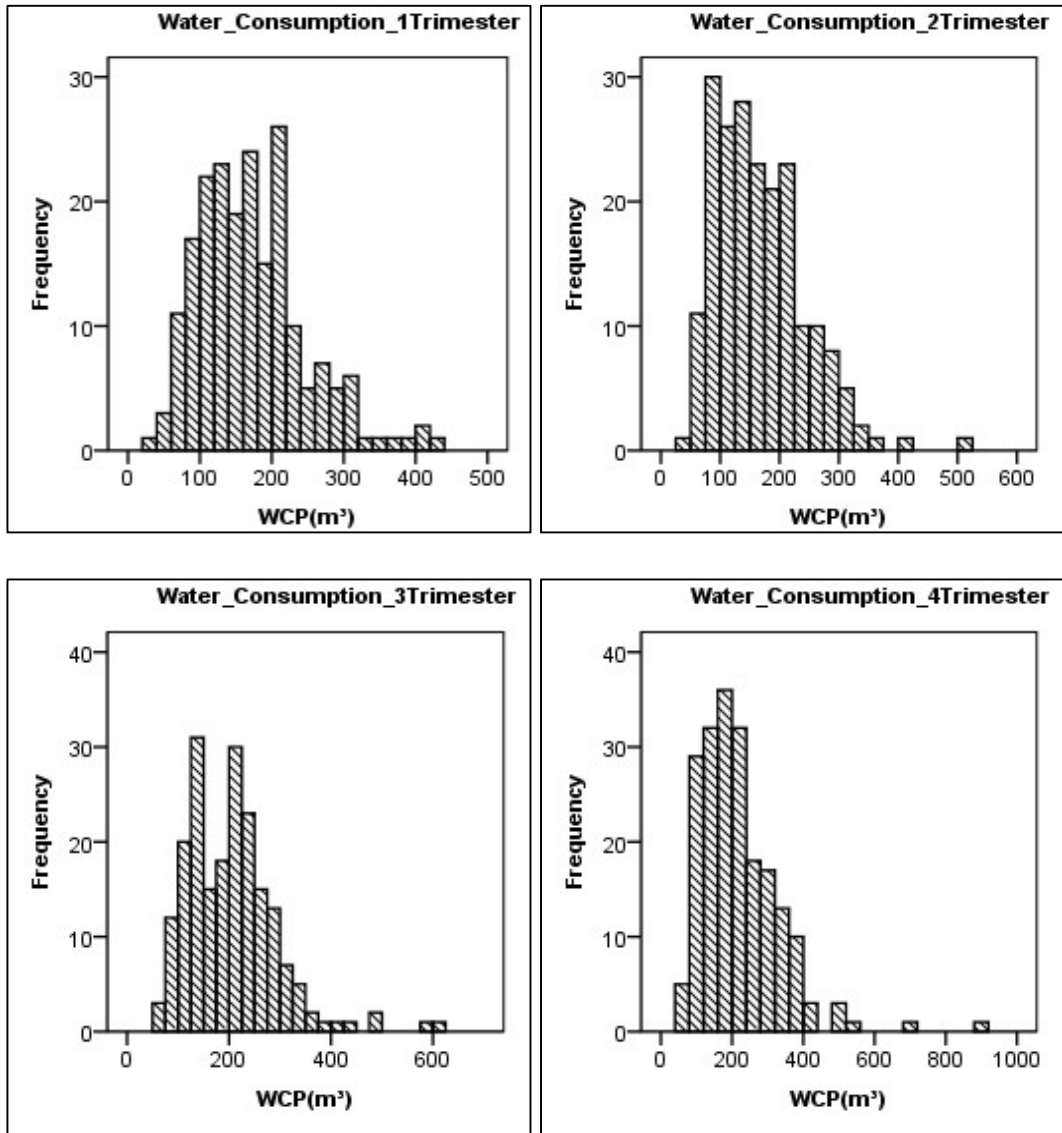 Water_Consumption_1Trimester
30
20
10
0
Frequency
0 100 200 300 400 500
WCP(m³)
Water_Consumption_2Trimester
30
20
10
0
Frequency
0 100 200 300 400 500 600
WCP(m³)
Water_Consumption_3Trimester
40
30
20
10
0
Frequency
0 200 400 600
WCP(m³)
Water_Consumption_4Trimester
40
30
20
10
0
Frequency
0 200 400 600 800 1000
WCP(m³)